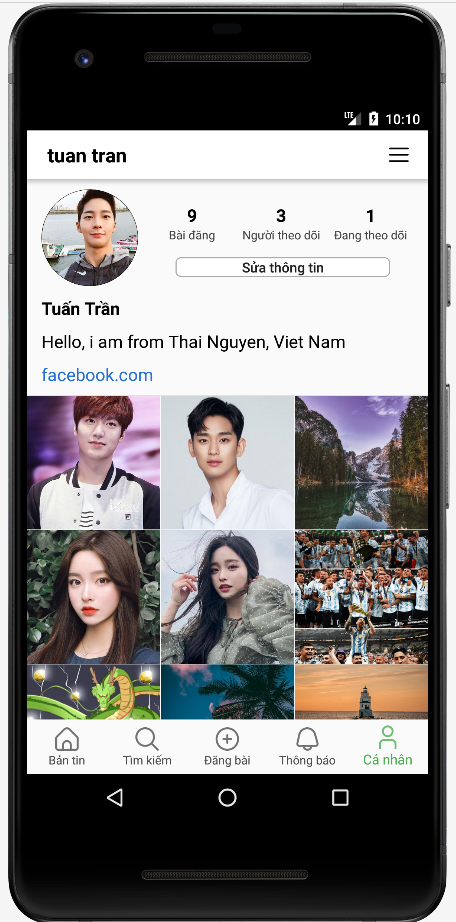 LTE 10:10
tuan tran
9 3 1
Bài đăng Người theo dõi Đang theo dõi
Sửa thông tin
Tuấn Trần
Hello, i am from Thai Nguyen, Viet Nam
facebook.com
Bản tin Tìm kiếm Đăng bài Thông báo Cá nhân